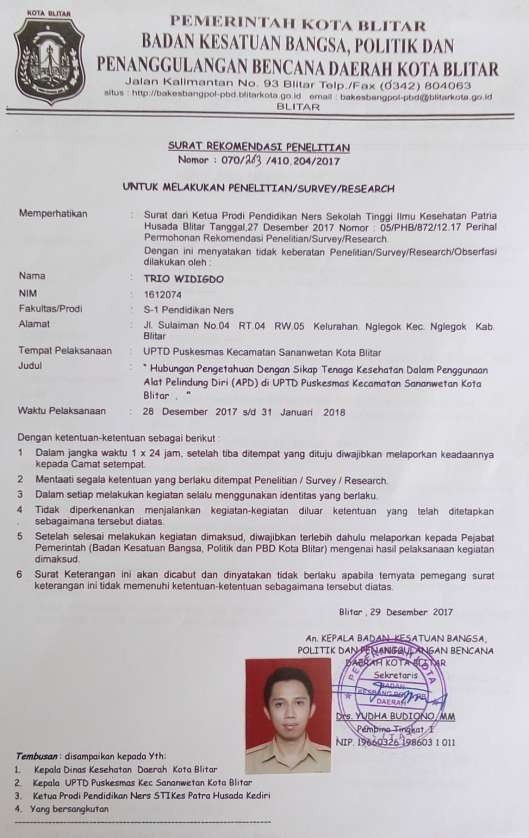 KOTA BLITAR
PEMERINTAH KOTA BLITAR
BADAN KESATUAN BANGSA, POLITIK DAN
PENANGGULANGAN BENCANA DAERAH KOTA BLITAR
Jalan Kalimantan No. 93 Blitar Telp./Fax (0342) 804063
situs : http://bakesbangpol-pbd.blitarkota.go.id email : bakesbangpol-pbd@blitarkota.go.id
BLITAR
SURAT REKOMENDASI PENELITIAN
Nomor : 070/263/410.204/2017
UNTUK MELAKUKAN PENELITIAN/SURVEY/RESEARCH
Memperhatikan : Surat dari Ketua Prodi Pendidikan Ners Sekolah Tinggi Ilmu Kesehatan Patria
Husada Blitar Tanggal,27 Desember 2017 Nomor : 05/PHB/872/12.17 Perihal
Permohonan Rekomendasi Penelitian/Survey/Research.
Dengan ini menyatakan tidak keberatan Penelitian/Survey/Research/Obserfasi
dilakukan oleh :
Nama : TRIO WIDIGDO
NIM : 1612074
Fakultas/Prodi : S-1 Pendidikan Ners
Alamat : Jl. Sulaiman No.04 RT.04 RW.05 Kelurahan. Nglegok Kec. Nglegok Kab.
Blitar
Tempat Pelaksanaan : UPTD Puskesmas Kecamatan Sananwetan Kota Blitar
Judul : " Hubungan Pengetahuan Dengan Sikap Tenaga Kesehatan Dalam Penggunaan
Alat Pelindung Diri (APD) di UPTD Puskesmas Kecamatan Sananwetan Kota
Blitar . "
Waktu Pelaksanaan : 28 Desember 2017 s/d 31 Januari 2018
Dengan ketentuan-ketentuan sebagai berikut :
1 Dalam jangka waktu 1 x 24 jam, setelah tiba ditempat yang dituju diwajibkan melaporkan keadaannya
kepada Camat setempat.
2 Mentaati segala ketentuan yang berlaku ditempat Penelitian / Survey / Research.
3 Dalam setiap melakukan kegiatan selalu menggunakan identitas yang berlaku.
4 Tidak diperkenankan menjalankan kegiatan-kegiatan diluar ketentuan yang telah ditetapkan
. sebagaimana tersebut diatas.
5 Setelah selesai melakukan kegiatan dimaksud, diwajibkan terlebih dahulu melaporkan kepada Pejabat
Pemerintah (Badan Kesatuan Bangsa, Politik dan PBD Kota Blitar) mengenai hasil pelaksanaan kegiatan
dimaksud.
6 Surat Keterangan ini akan dicabut dan dinyatakan tidak berlaku apabila ternyata pemegang surat
keterangan ini tidak memenuhi ketentuan-ketentuan sebagaimana tersebut diatas.
Blitar , 29 Desember 2017
An. KEPALA BADAN KESATUAN BANGSA,
POLITIK DAN PENANGGULANGAN BENCANA
DAERAH KOTA BLITAR
Sekretaris
PEMERINTAH KOTA
BADAN
KESBANG POL
DAERAH
BLITAR
Drs. YUDHA BUDIONO, MM
Pembina Tingkat I
NIP. 19660326 198603 1 011
Tembusan : disampaikan kepada Yth:
1. Kepala Dinas Kesehatan Daerah Kota Blitar
2. Kepala UPTD Puskesmas Kec Sananwetan Kota Blitar
3. Ketua Prodi Pendidikan Ners STIKes Patra Husada Kediri
4. Yang bersangkutan